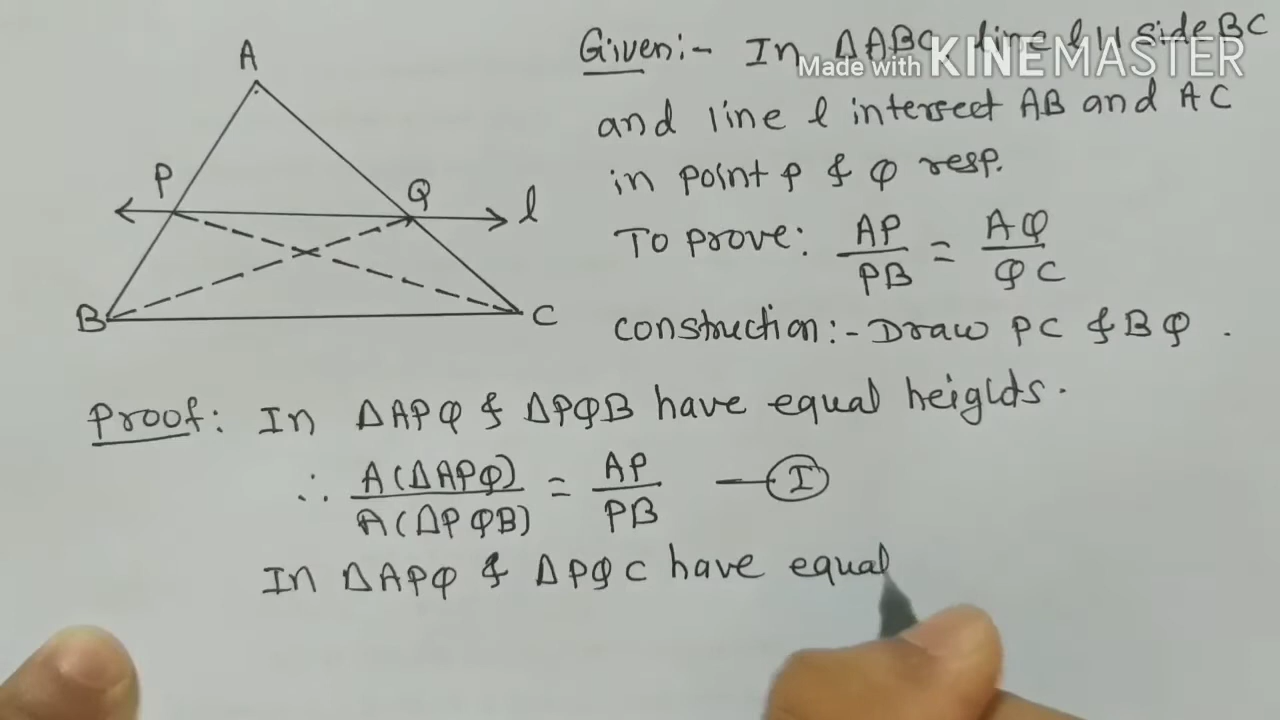 A
P
Q
l
B
C
Given:- In ΔABC line l || side BC
Made with KINEMASTER
and line l intersect AB and AC
in point P & Q resp.
To prove: AP/PB = AQ/QC
construction:- Draw PC & BQ .
Proof: In ΔAPQ & ΔPQB have equal heights.
∴ A(ΔAPQ)/A(ΔPQB) = AP/PB — I
In ΔAPQ & ΔPQC have equal